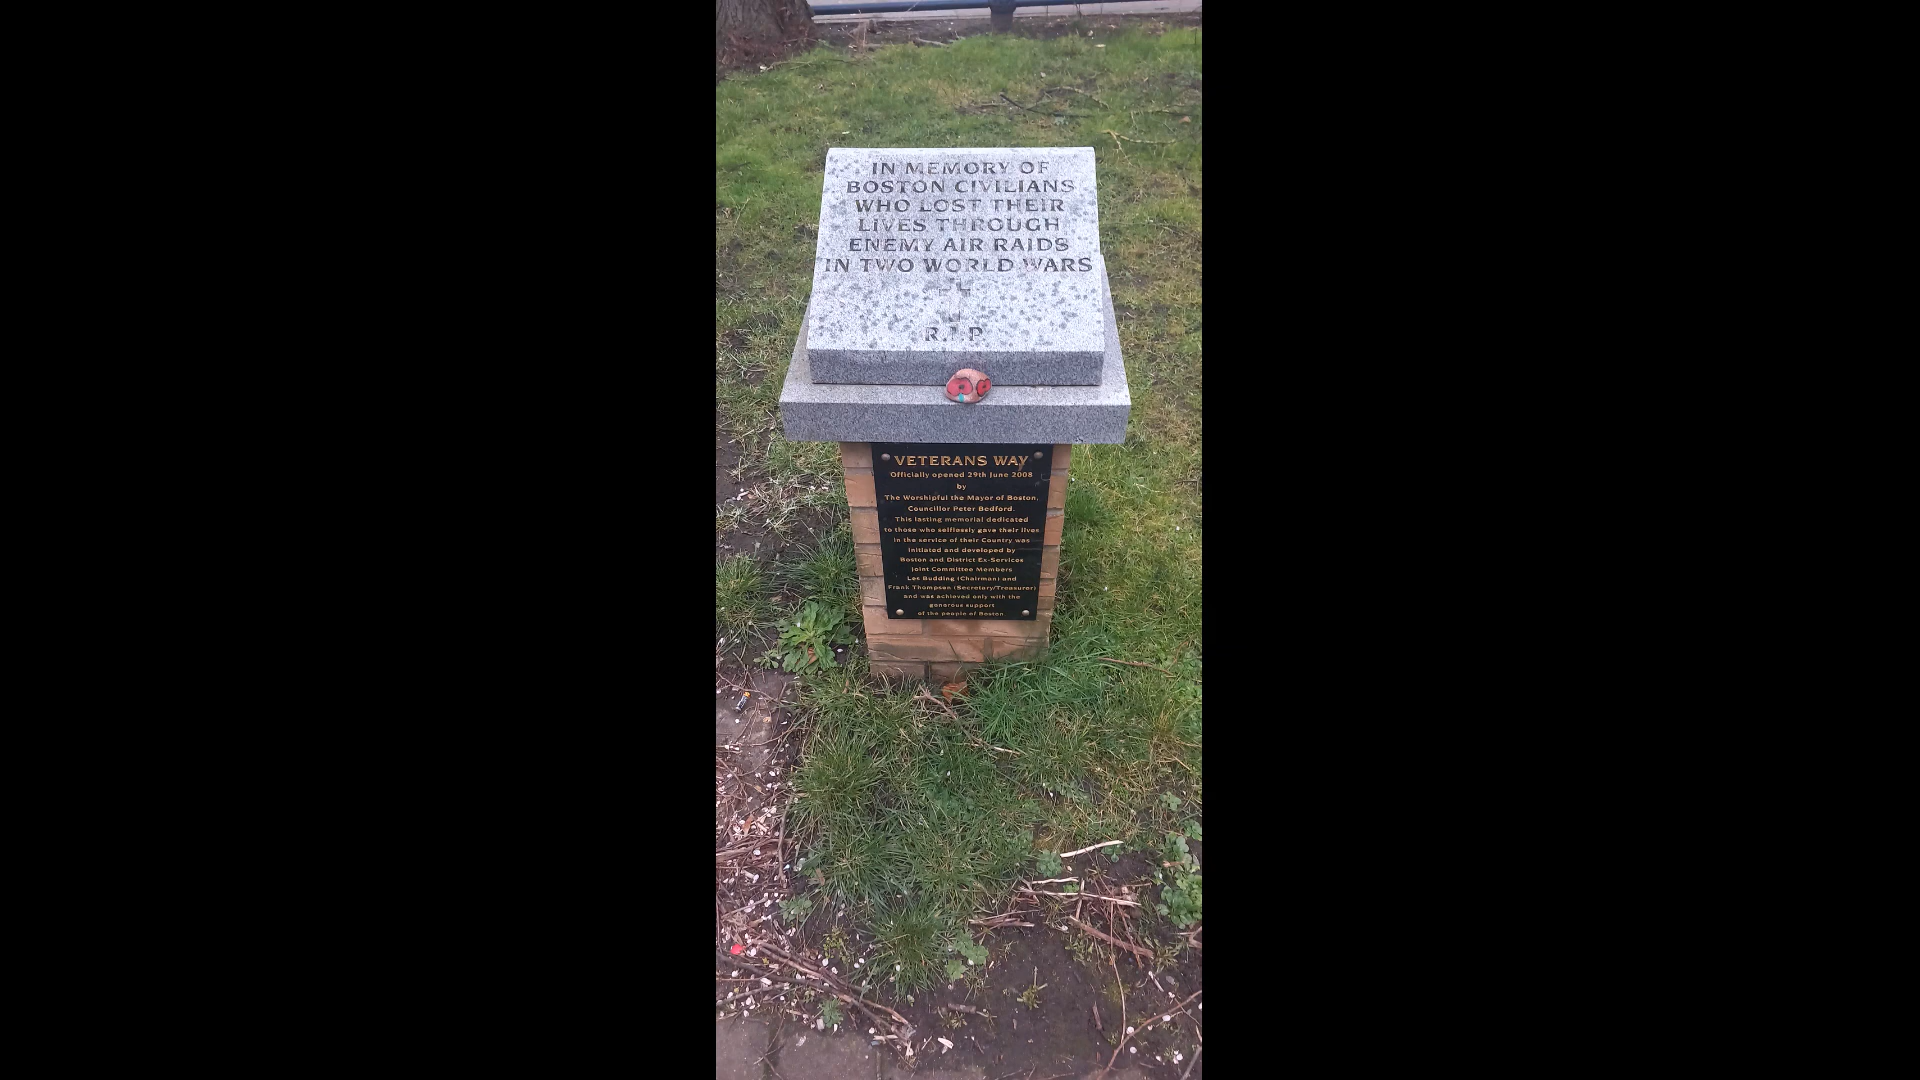 IN MEMORY OF
BOSTON CIVILIANS
WHO LOST THEIR
LIVES THROUGH
ENEMY AIR RAIDS
IN TWO WORLD WARS
R.I.P.
VETERANS WAY
Officially opened 29th June 2008
by
The Worshipful the Mayor of Boston,
Councillor Peter Bedford.
This lasting memorial dedicated
to those who selflessly gave their lives
in the service of their Country was
initiated and developed by
Boston and District Ex-Services
Joint Committee Members
Les Budding (Chairman) and
Frank Thompson (Secretary/Treasurer)
and was achieved only with the
generous support
of the people of Boston.